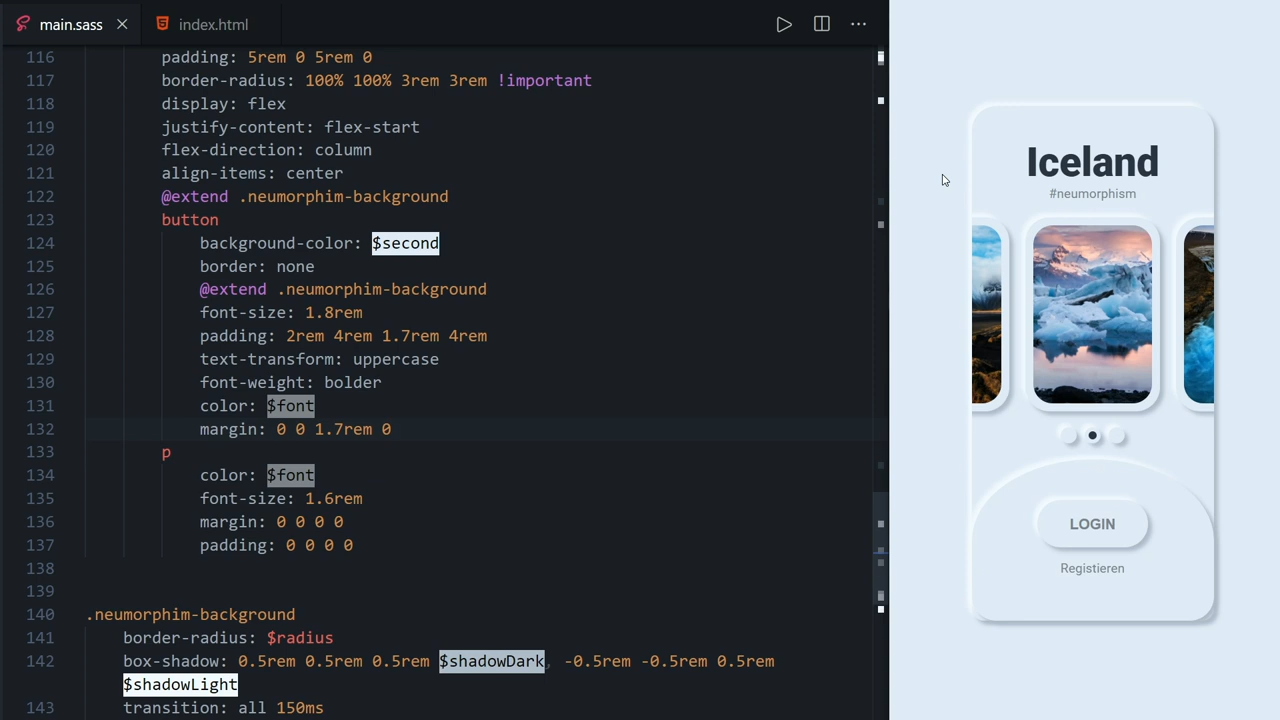 main.sass
index.html
116 padding: 5rem 0 5rem 0
117 border-radius: 100% 100% 3rem 3rem !important
118 display: flex
119 justify-content: flex-start
120 flex-direction: column
121 align-items: center
122 @extend .neumorphim-background
123 button
124 background-color: $second
125 border: none
126 @extend .neumorphim-background
127 font-size: 1.8rem
128 padding: 2rem 4rem 1.7rem 4rem
129 text-transform: uppercase
130 font-weight: bolder
131 color: $font
132 margin: 0 0 1.7rem 0
133 p
134 color: $font
135 font-size: 1.6rem
136 margin: 0 0 0 0
137 padding: 0 0 0 0
138
139
140 .neumorphim-background
141 border-radius: $radius
142 box-shadow: 0.5rem 0.5rem 0.5rem $shadowDark, -0.5rem -0.5rem 0.5rem
$shadowLight
143 transition: all 150ms
Iceland
#neumorphism
LOGIN
Registieren